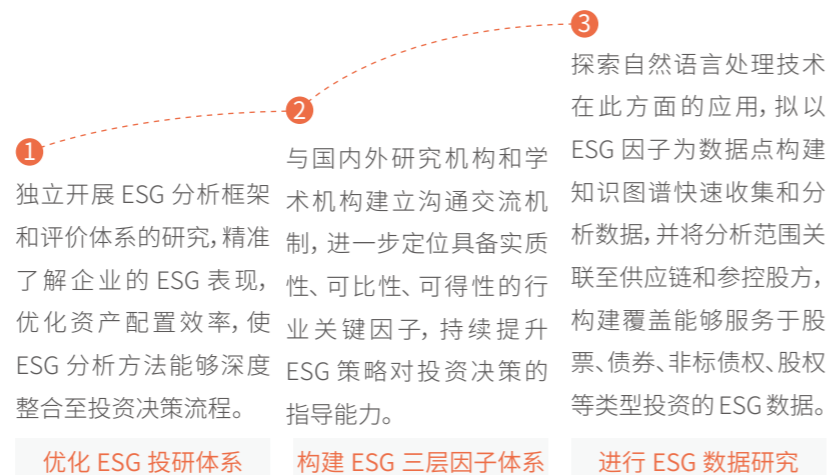 1
独立开展 ESG 分析框架
和评价体系的研究,精准
了解企业的 ESG 表现,
优化资产配置效率,使
ESG 分析方法能够深度
整合至投资决策流程。
优化 ESG 投研体系
2
与国内外研究机构和学
术机构建立沟通交流机
制,进一步定位具备实质
性、可比性、可得性的行
业关键因子,持续提升
ESG 策略对投资决策的
指导能力。
构建 ESG 三层因子体系
3
探索自然语言处理技术
在此方面的应用,拟以
ESG 因子为数据点构建
知识图谱快速收集和分
析数据,并将分析范围关
联至供应链和参控股方,
构建覆盖能够服务于股
票、债券、非标债权、股权
等类型投资的 ESG 数据。
进行 ESG 数据研究